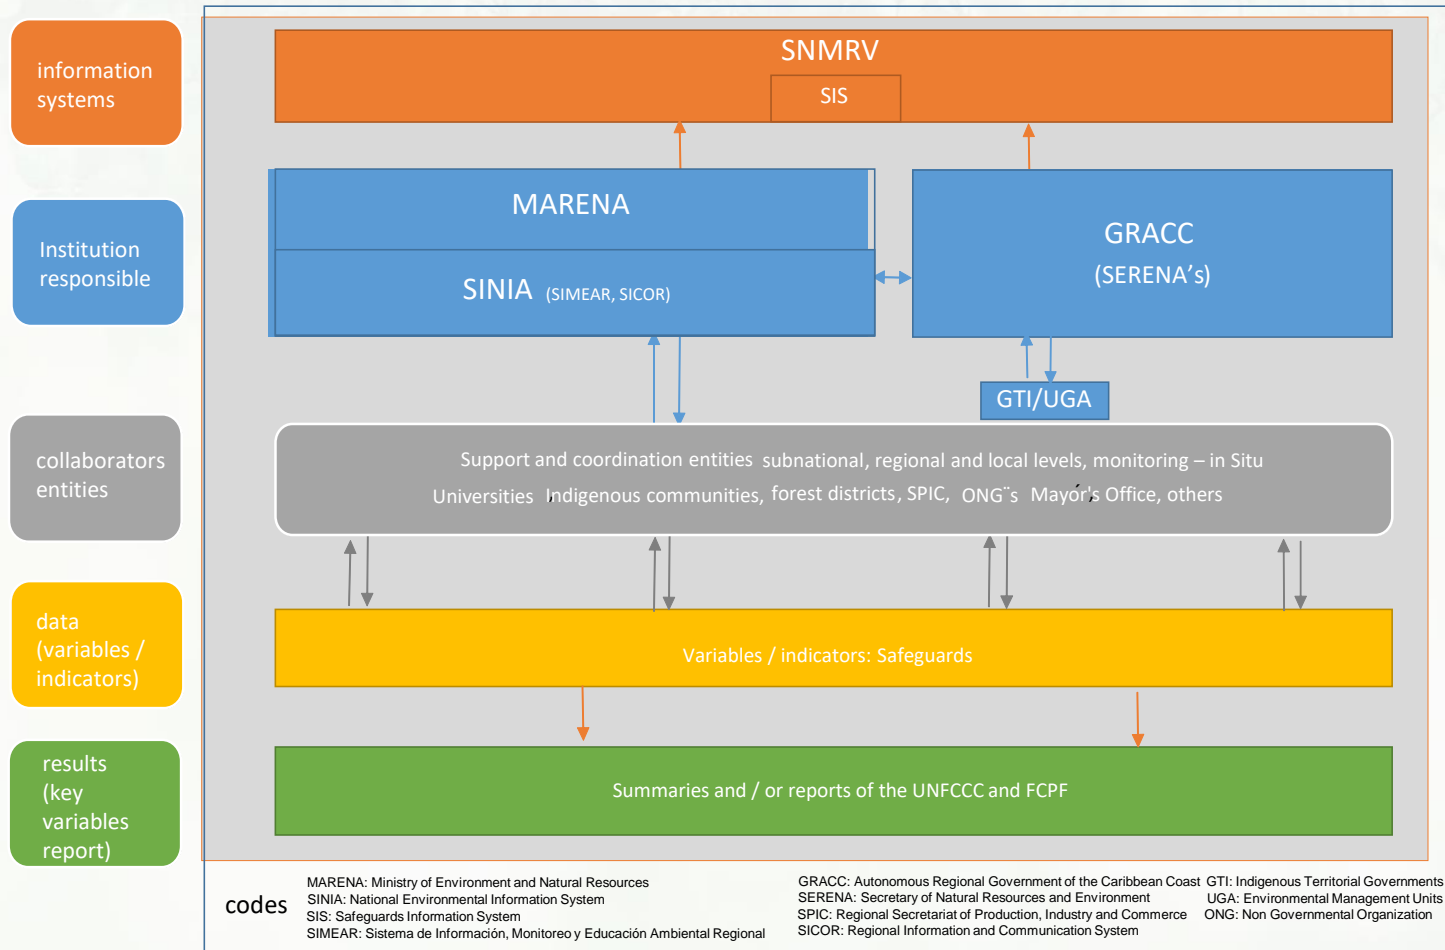 information
systems
SNMRV
SIS
Institution
responsible
MARENA
SINIA (SIMEAR, SICOR)
GRACC
(SERENA’s)
GTI/UGA
collaborators
entities
Support and coordination entities subnational, regional and local levels, monitoring – in Situ
Universities , Indigenous communities, forest districts, SPIC, ONG¨s Mayor's Office, others
data
(variables /
indicators)
Variables / indicators: Safeguards
results
(key
variables
report)
Summaries and / or reports of the UNFCCC and FCPF
codes
MARENA: Ministry of Environment and Natural Resources
SINIA: National Environmental Information System
SIS: Safeguards Information System
SIMEAR: Sistema de Información, Monitoreo y Educación Ambiental Regional
GRACC: Autonomous Regional Government of the Caribbean Coast
SERENA: Secretary of Natural Resources and Environment
SPIC: Regional Secretariat of Production, Industry and Commerce
SICOR: Regional Information and Communication System
GTI: Indigenous Territorial Governments
UGA: Environmental Management Units
ONG: Non Governmental Organization